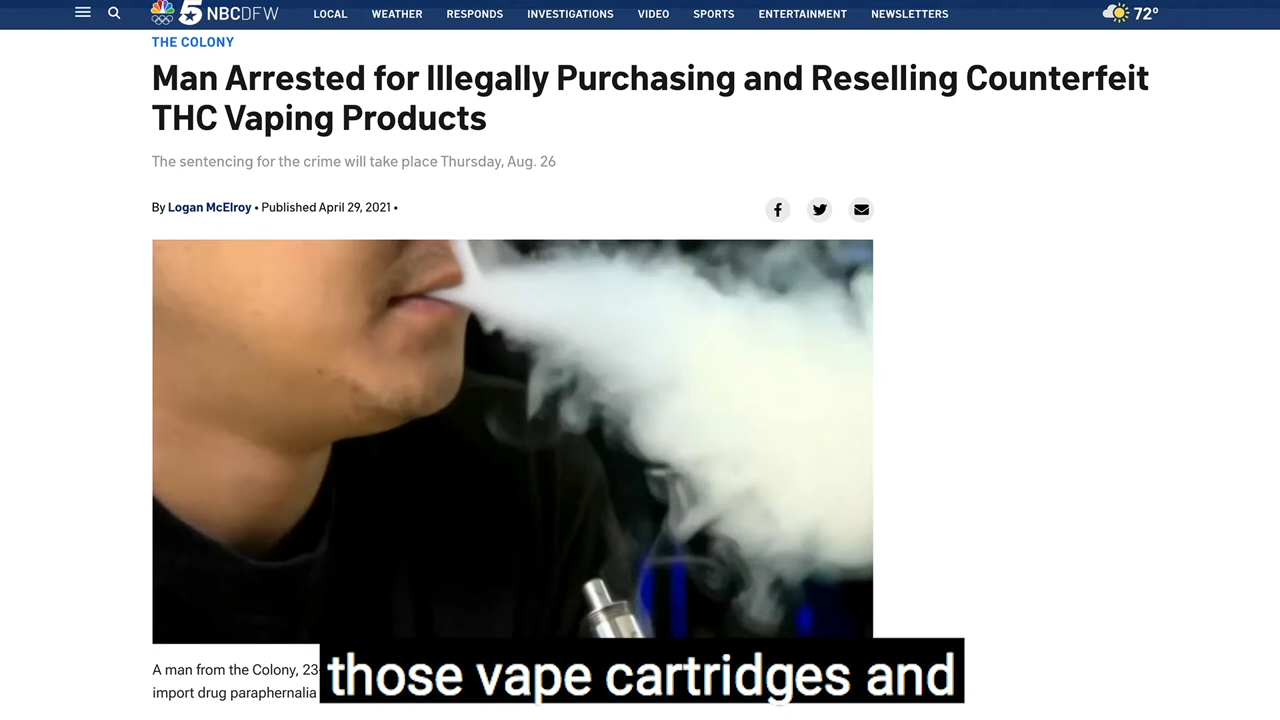 5 NBCDFW LOCAL WEATHER RESPONDS INVESTIGATIONS VIDEO SPORTS ENTERTAINMENT NEWSLETTERS 72°
THE COLONY
Man Arrested for Illegally Purchasing and Reselling Counterfeit
THC Vaping Products
The sentencing for the crime will take place Thursday, Aug. 26
By Logan McElroy • Published April 29, 2021 •
A man from the Colony, 23
import drug paraphernalia
those vape cartridges and